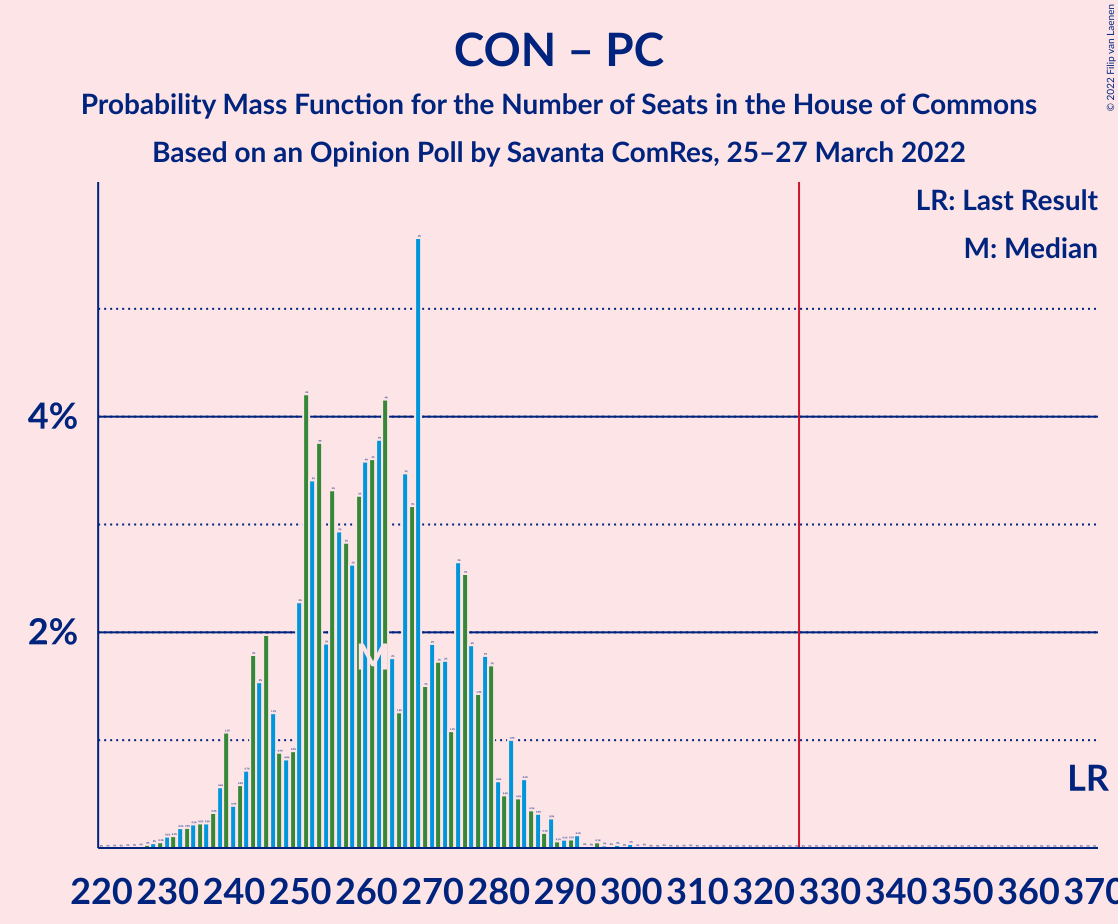 CON – PC
Probability Mass Function for the Number of Seats in the House of Commons
Based on an Opinion Poll by Savanta ComRes, 25–27 March 2022
© 2022 Filip van Laenen
LR: Last Result
M: Median
4%
2%
M
LR
220 230 240 250 260 270 280 290 300 310 320 330 340 350 360 370